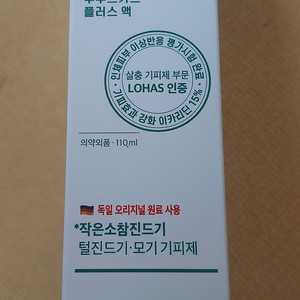 플러스 액
인체피부 이상반응 평가시험 완료
살충 기피제 부문
LOHAS 인증
기피효과 강화 이카리딘 15%
의약외품·110㎖
독일 오리지널 원료 사용
*작은소참진드기
털진드기·모기 기피제